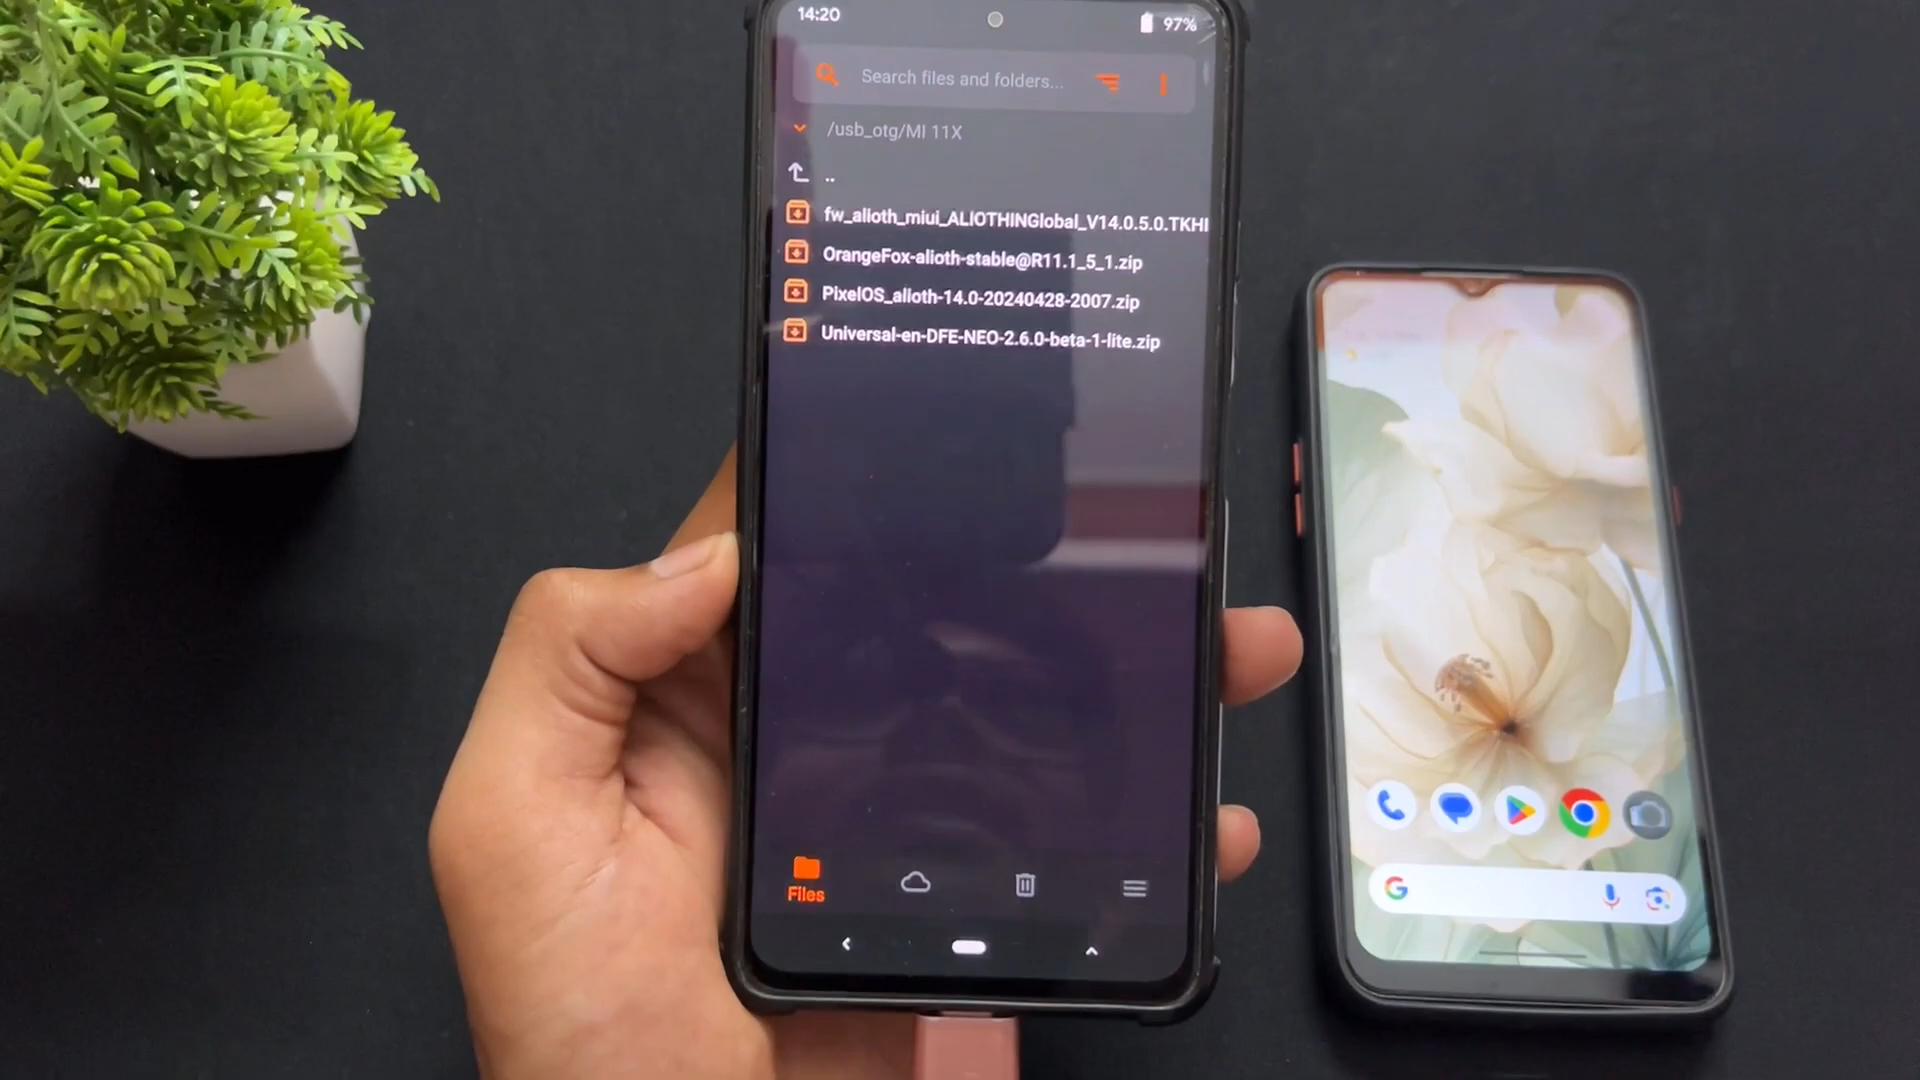 14:20
97%
Search files and folders...
/usb_otg/MI 11X
..
fw_alioth_miui_ALIOTHINGlobal_V14.0.5.0.TKHI
OrangeFox-alioth-stable@R11.1_5_1.zip
PixelOS_alioth-14.0-20240428-2007.zip
Universal-en-DFE-NEO-2.6.0-beta-1-lite.zip
Files